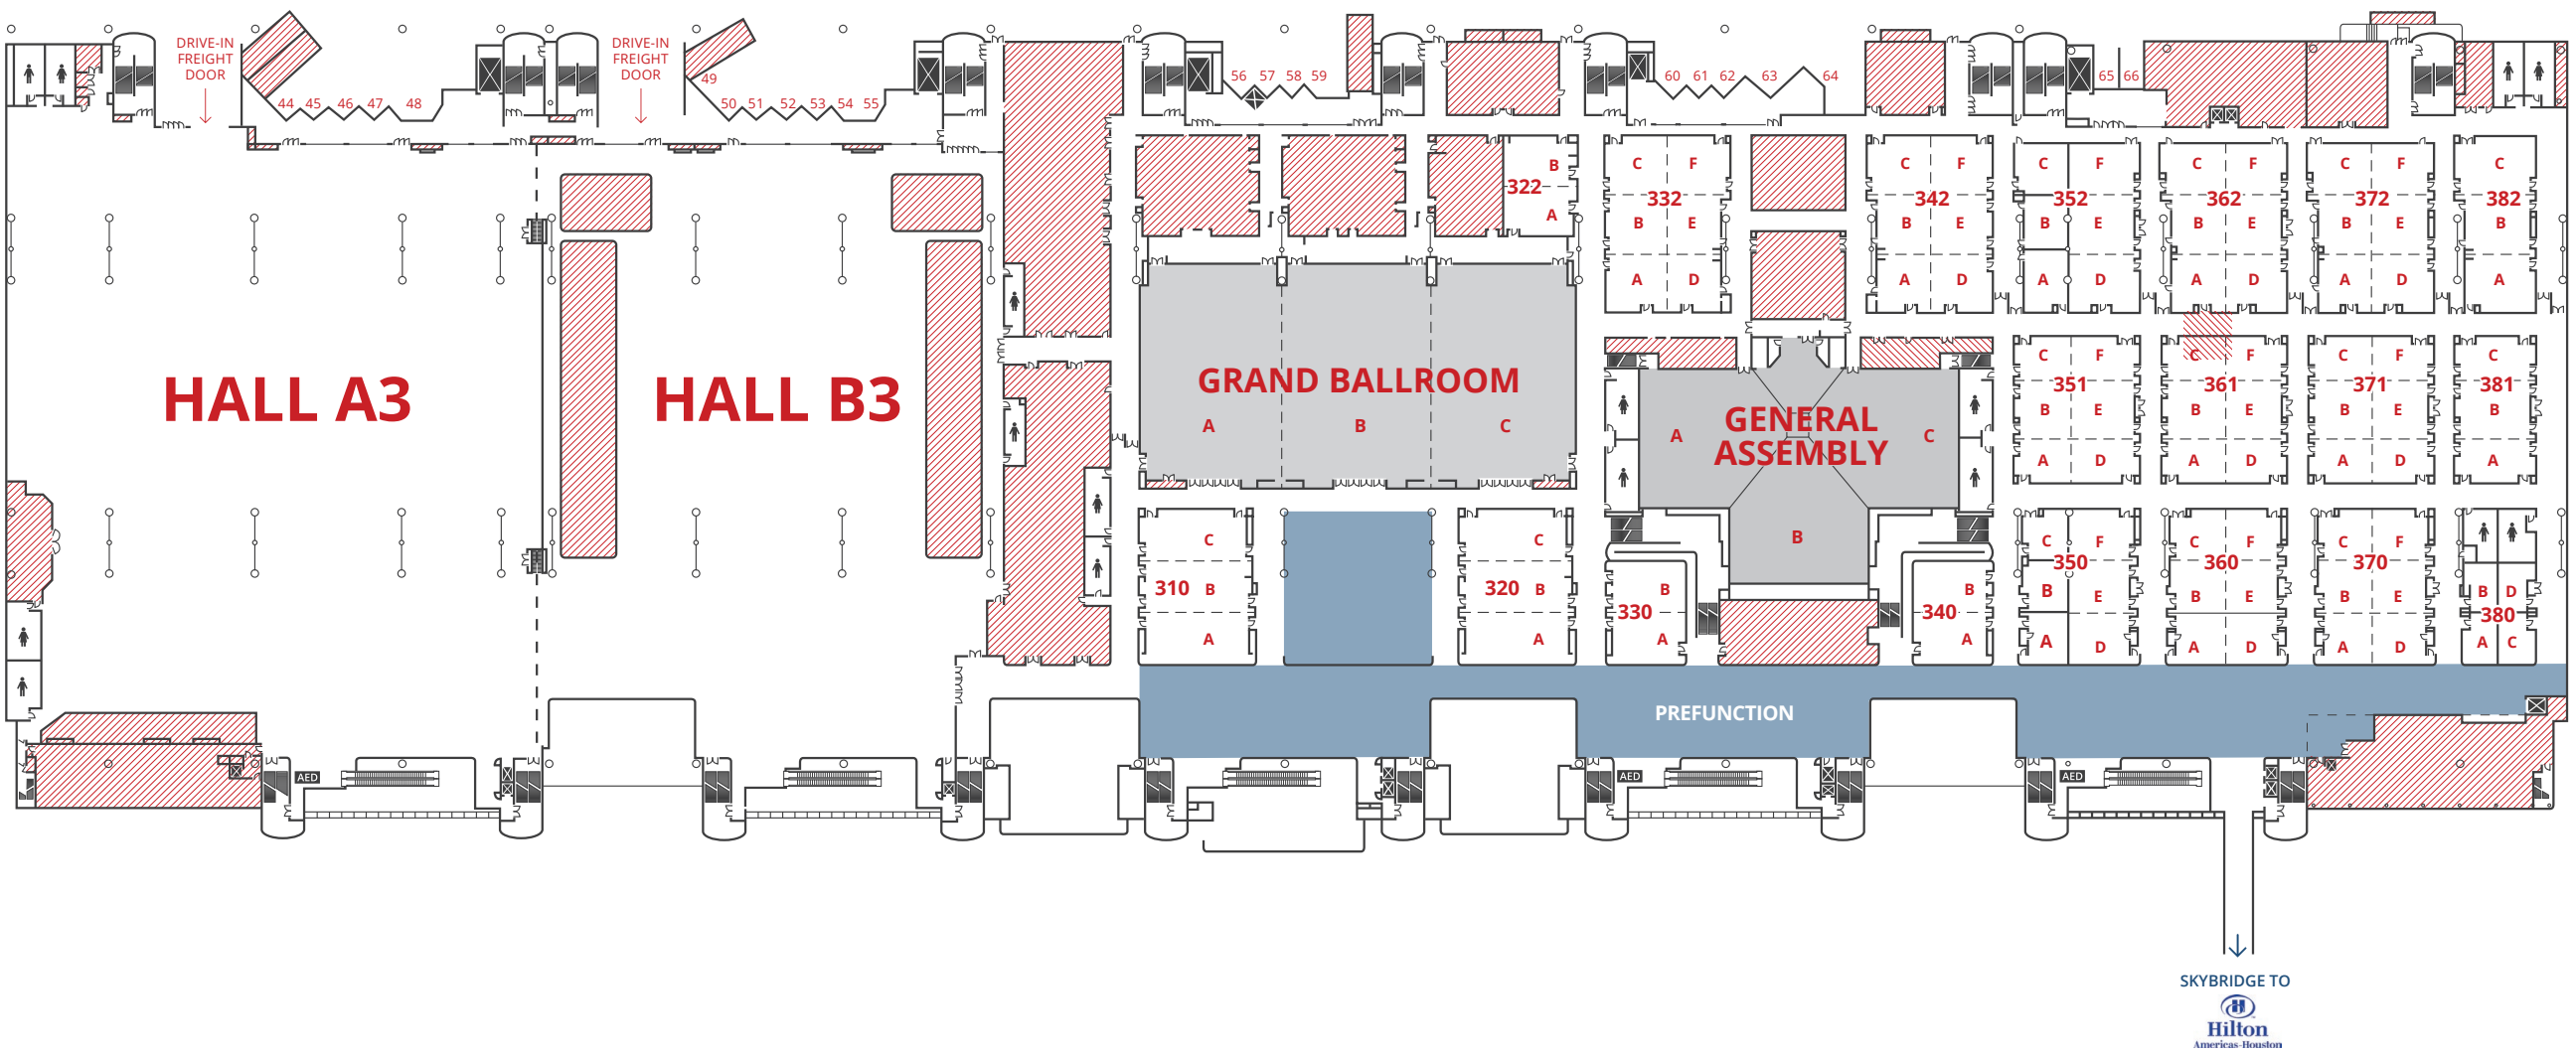 DRIVE-IN
FREIGHT
DOOR
DRIVE-IN
FREIGHT
DOOR
44 45 46 47 48
49
50 51 52 53 54 55
56 57 58 59
60 61 62 63 64
65 66
HALL A3
HALL B3
GRAND BALLROOM
A B C
GENERAL
ASSEMBLY
A
C
B
B
322
A
C F
332
B E
A D
C F
342
B E
A D
C F
352
B E
A D
C F
362
B E
A D
C F
372
B E
A D
C
382
B
A
C F
351
B E
A D
C F
361
B E
A D
C F
371
B E
A D
C
381
B
A
C
310 B
A
C
320 B
A
B
330
A
B
340
A
C F
350
B E
A D
C F
360
B E
A D
C F
370
B E
A D
B D
380
A C
PREFUNCTION
AED
AED
AED
SKYBRIDGE TO
H
Hilton
Americas-Houston